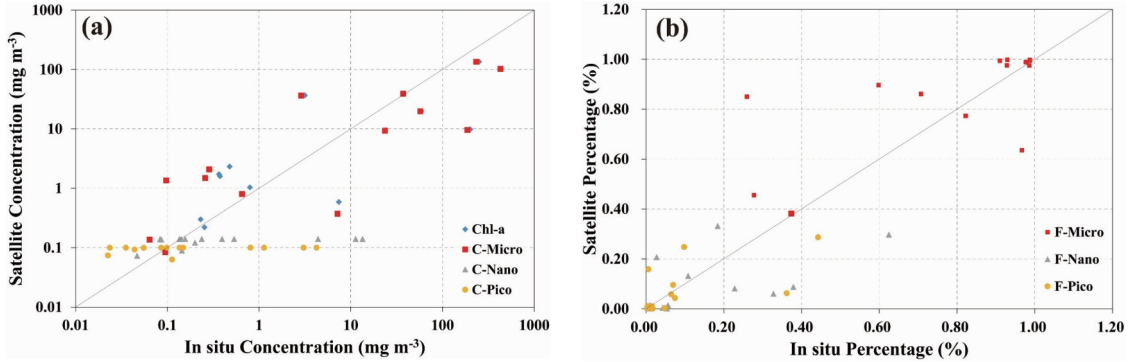 (a)
Satellite Concentration (mg m⁻³)
1000
100
10
1
0.1
0.01
0.01 0.1 1 10 100 1000
In situ Concentration (mg m⁻³)
Chl-a
C-Micro
C-Nano
C-Pico
(b)
Satellite Percentage (%)
1.20
1.00
0.80
0.60
0.40
0.20
0.00
0.00 0.20 0.40 0.60 0.80 1.00 1.20
In situ Percentage (%)
F-Micro
F-Nano
F-Pico